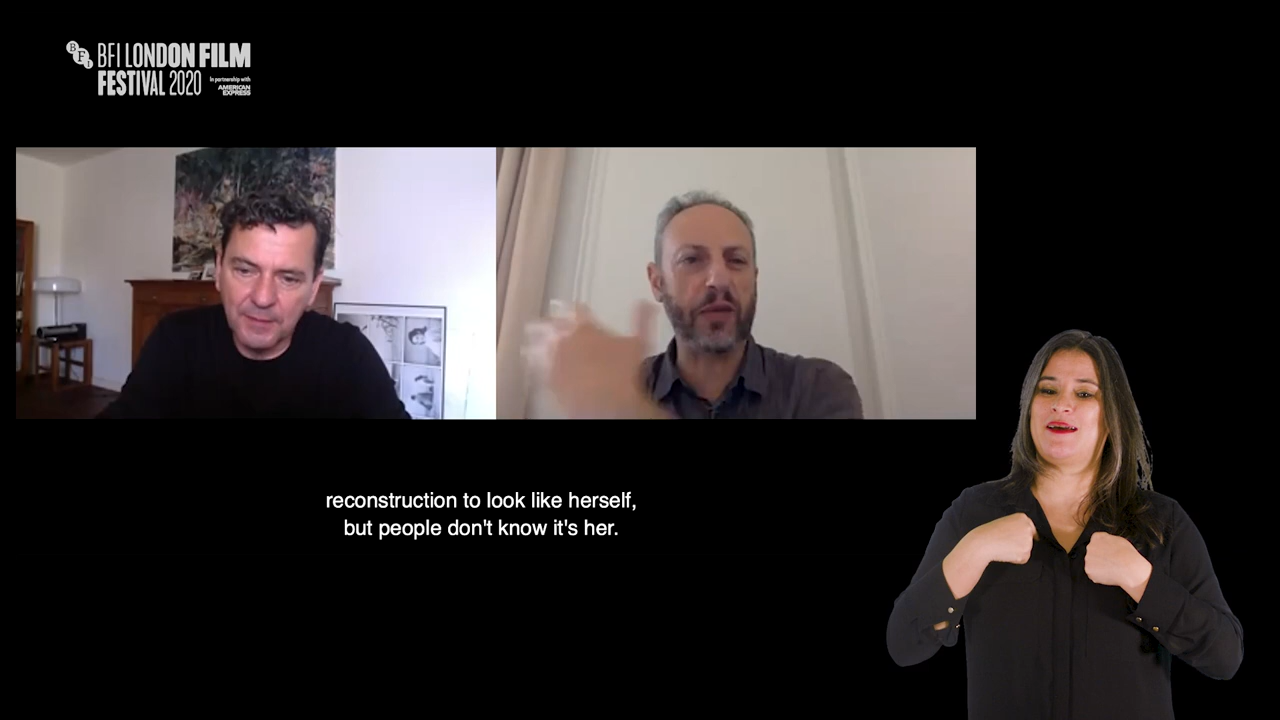 BFI
BFI LONDON FILM
FESTIVAL 2020
In partnership with
AMERICAN
EXPRESS
reconstruction to look like herself,
but people don't know it's her.